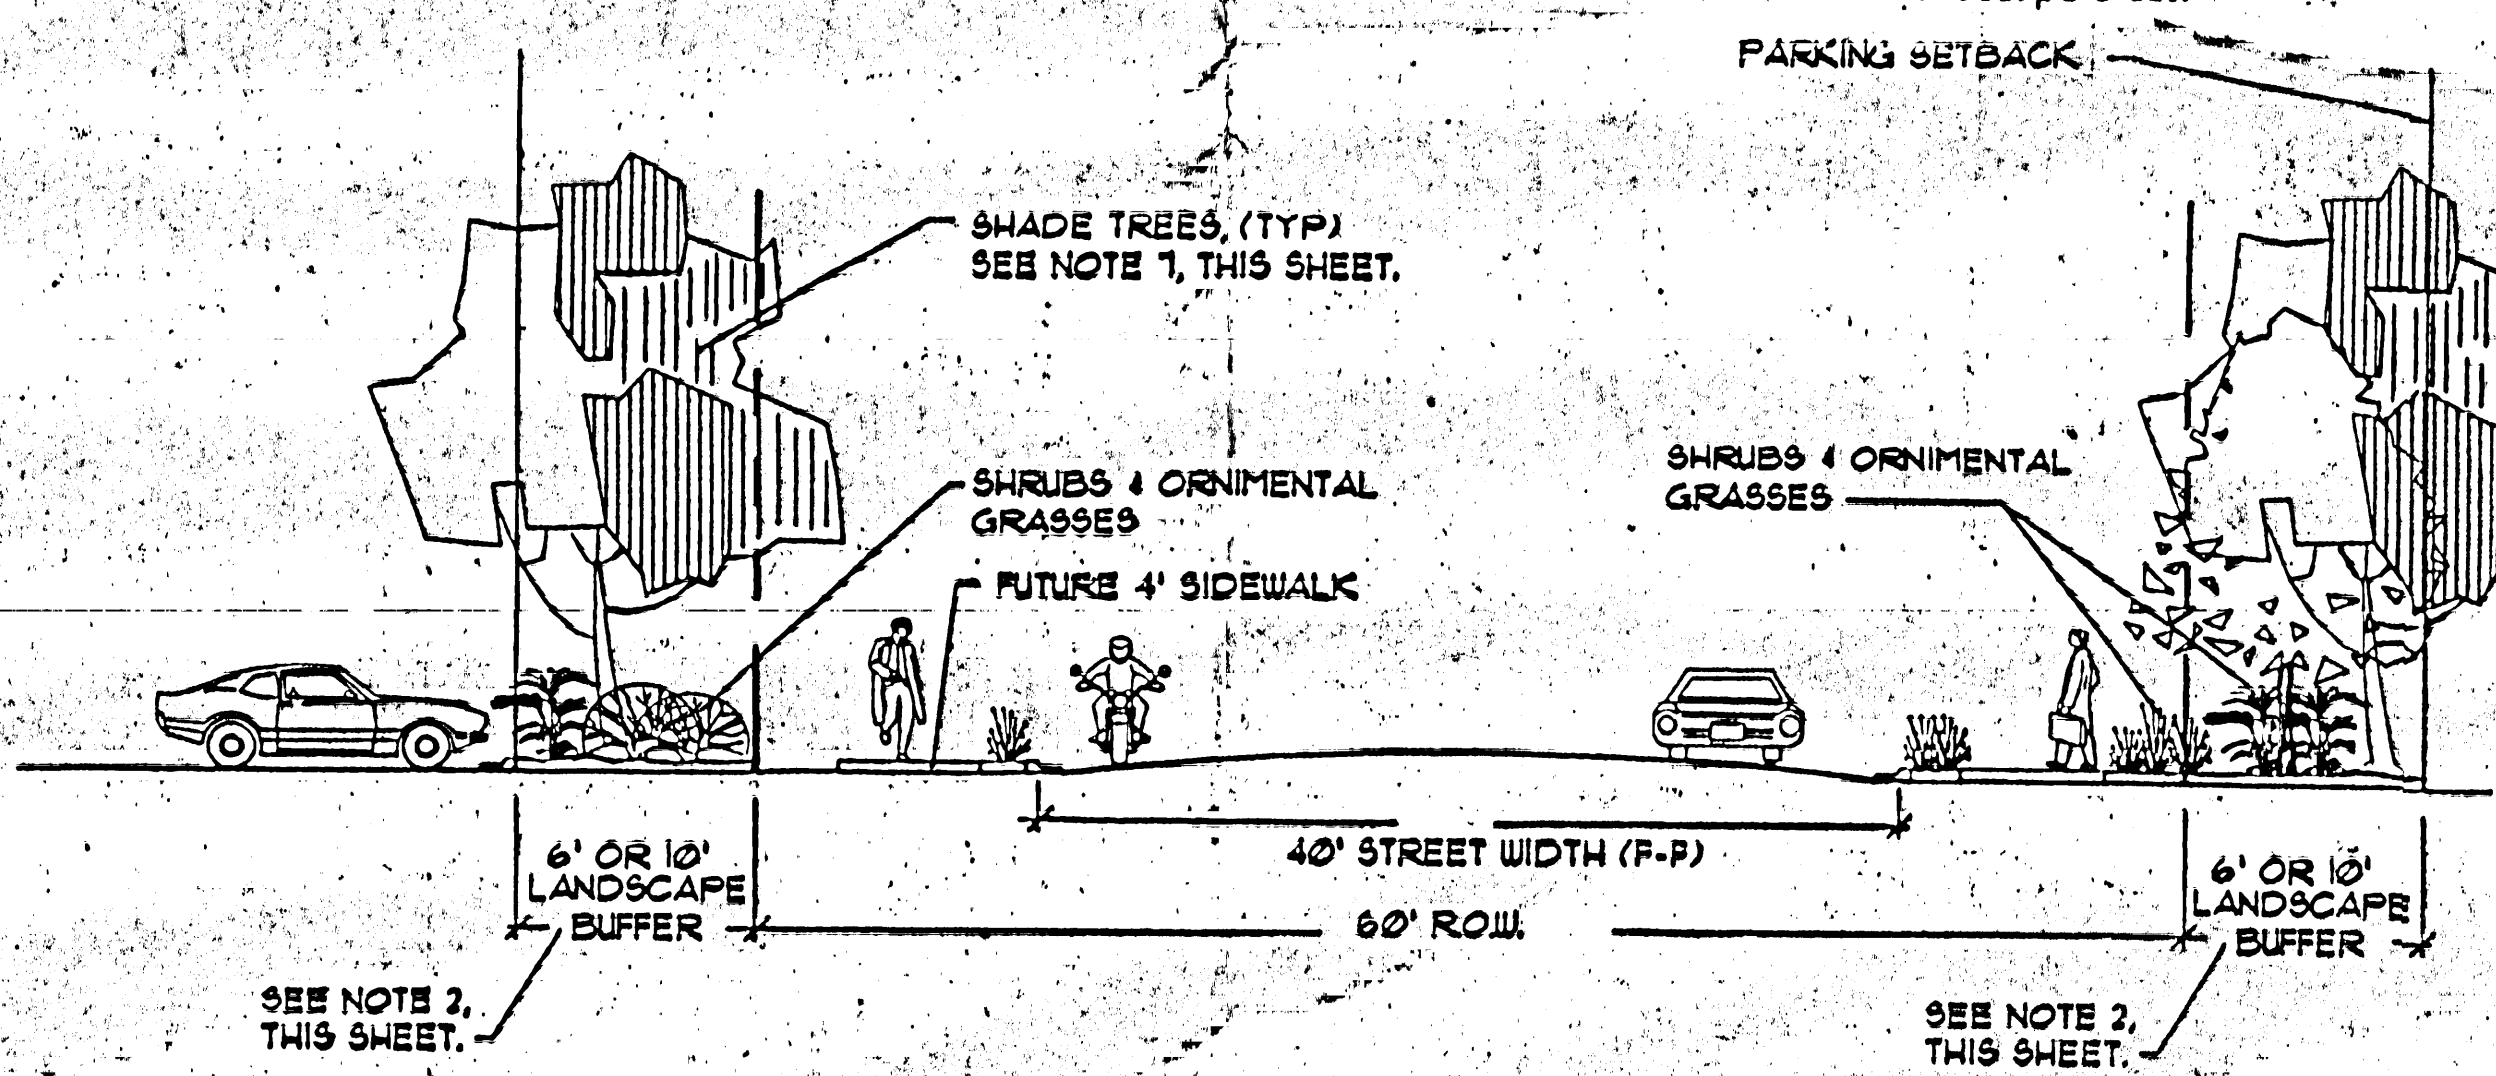 PARKING SETBACK
SHADE TREES, (TYP)
SEE NOTE 7, THIS SHEET.
SHRUBS & ORNIMENTAL
GRASSES
FUTURE 4' SIDEWALK
SHRUBS & ORNIMENTAL
GRASSES
40' STREET WIDTH (F-F)
6' OR 10'
LANDSCAPE
BUFFER
60' R.O.W.
6' OR 10'
LANDSCAPE
BUFFER
SEE NOTE 2,
THIS SHEET.
SEE NOTE 2,
THIS SHEET.